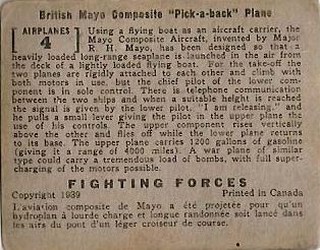 British Mayo Composite "Pick-a-back" Plane
AIRPLANES
4
Using a flying boat as an aircraft carrier, the
Mayo Composite Aircraft, invented by Major
R. H. Mayo, has been designed so that a
heavily loaded long-range seaplane is launched in the air from
the deck of a lightly loaded flying boat. For the take-off the
two planes are rigidly attached to each other and climb with
both motors in use, but the chief pilot of the lower com-
ponent is in sole control. There is telephone communication
between the two ships and when a suitable height is reached
the signal is given by the lower pilot, "I am releasing," and
he pulls a small lever giving the pilot in the upper plane the
use of his controls. The upper component rises vertically
above the other and flies off while the lower plane returns
to its base. The upper plane carries 1200 gallons of gasoline
(giving it a range of 4000 miles). A war plane of similar
type could carry a tremendous load of bombs, with full super-
charging of the motors possible.
FIGHTING FORCES
Copyright 1939 Printed in Canada
L'aviation composite de Mayo a été projetée pour qu'un
hydroplan à lourde charge et longue randonnée soit lancé dans
les airs du pont d'un léger croiseur de course.